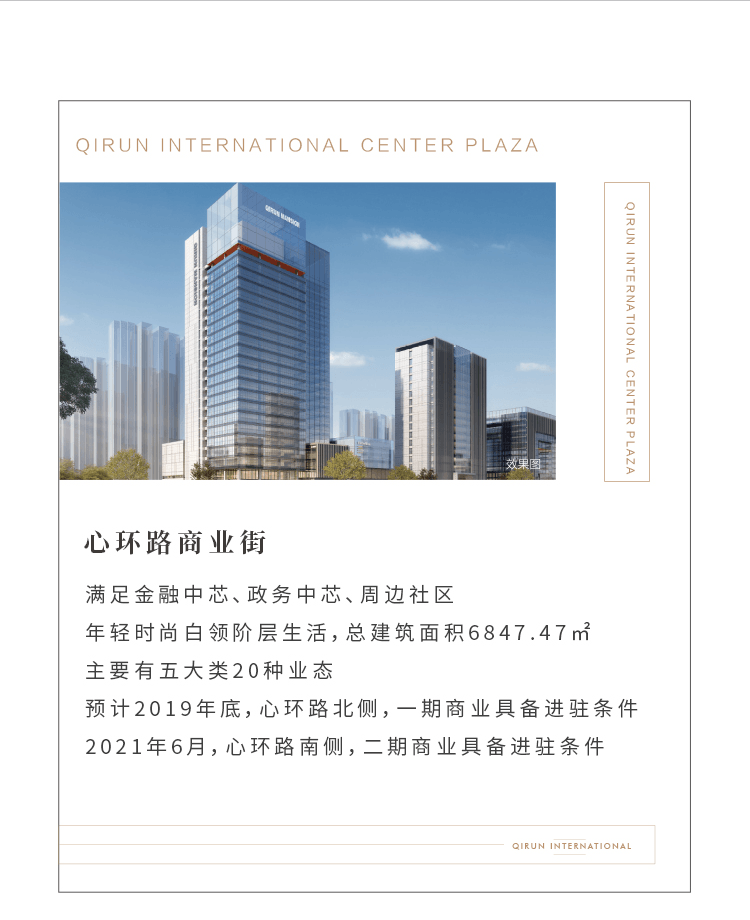 QIRUN INTERNATIONAL CENTER PLAZA
QIRUN MANSION
QIRUN MANSION
效果图
QIRUN INTERNATIONAL CENTER PLAZA
心环路商业街
满足金融中芯、政务中芯、周边社区
年轻时尚白领阶层生活，总建筑面积6847.47㎡
主要有五大类20种业态
预计2019年底，心环路北侧，一期商业具备进驻条件
2021年6月，心环路南侧，二期商业具备进驻条件
QIRUN INTERNATIONAL